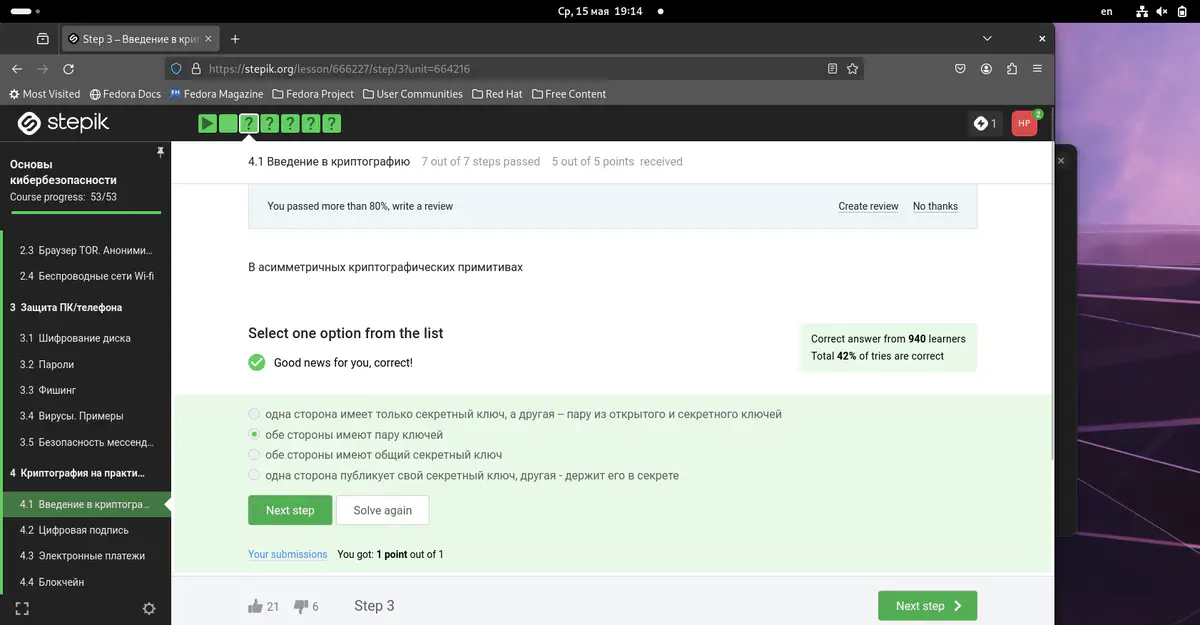 Ср, 15 мая 19:14
en
Step 3 – Введение в кри
https://stepik.org/lesson/666227/step/3?unit=664216
Most Visited
Fedora Docs
Fedora Magazine
Fedora Project
User Communities
Red Hat
Free Content
stepik
1
НР
2
Основы
кибербезопасности
Course progress: 53/53
2.3 Браузер TOR. Аноними...
2.4 Беспроводные сети Wi-fi
3 Защита ПК/телефона
3.1 Шифрование диска
3.2 Пароли
3.3 Фишинг
3.4 Вирусы. Примеры
3.5 Безопасность мессенд...
4 Криптография на практи...
4.1 Введение в криптогра...
4.2 Цифровая подпись
4.3 Электронные платежи
4.4 Блокчейн
4.1 Введение в криптографию 7 out of 7 steps passed 5 out of 5 points received
You passed more than 80%, write a review
Create review
No thanks
В асимметричных криптографических примитивах
Select one option from the list
Good news for you, correct!
Correct answer from 940 learners
Total 42% of tries are correct
одна сторона имеет только секретный ключ, а другая -- пару из открытого и секретного ключей
обе стороны имеют пару ключей
обе стороны имеют общий секретный ключ
одна сторона публикует свой секретный ключ, другая - держит его в секрете
Next step
Solve again
Your submissions You got: 1 point out of 1
21
6
Step 3
Next step